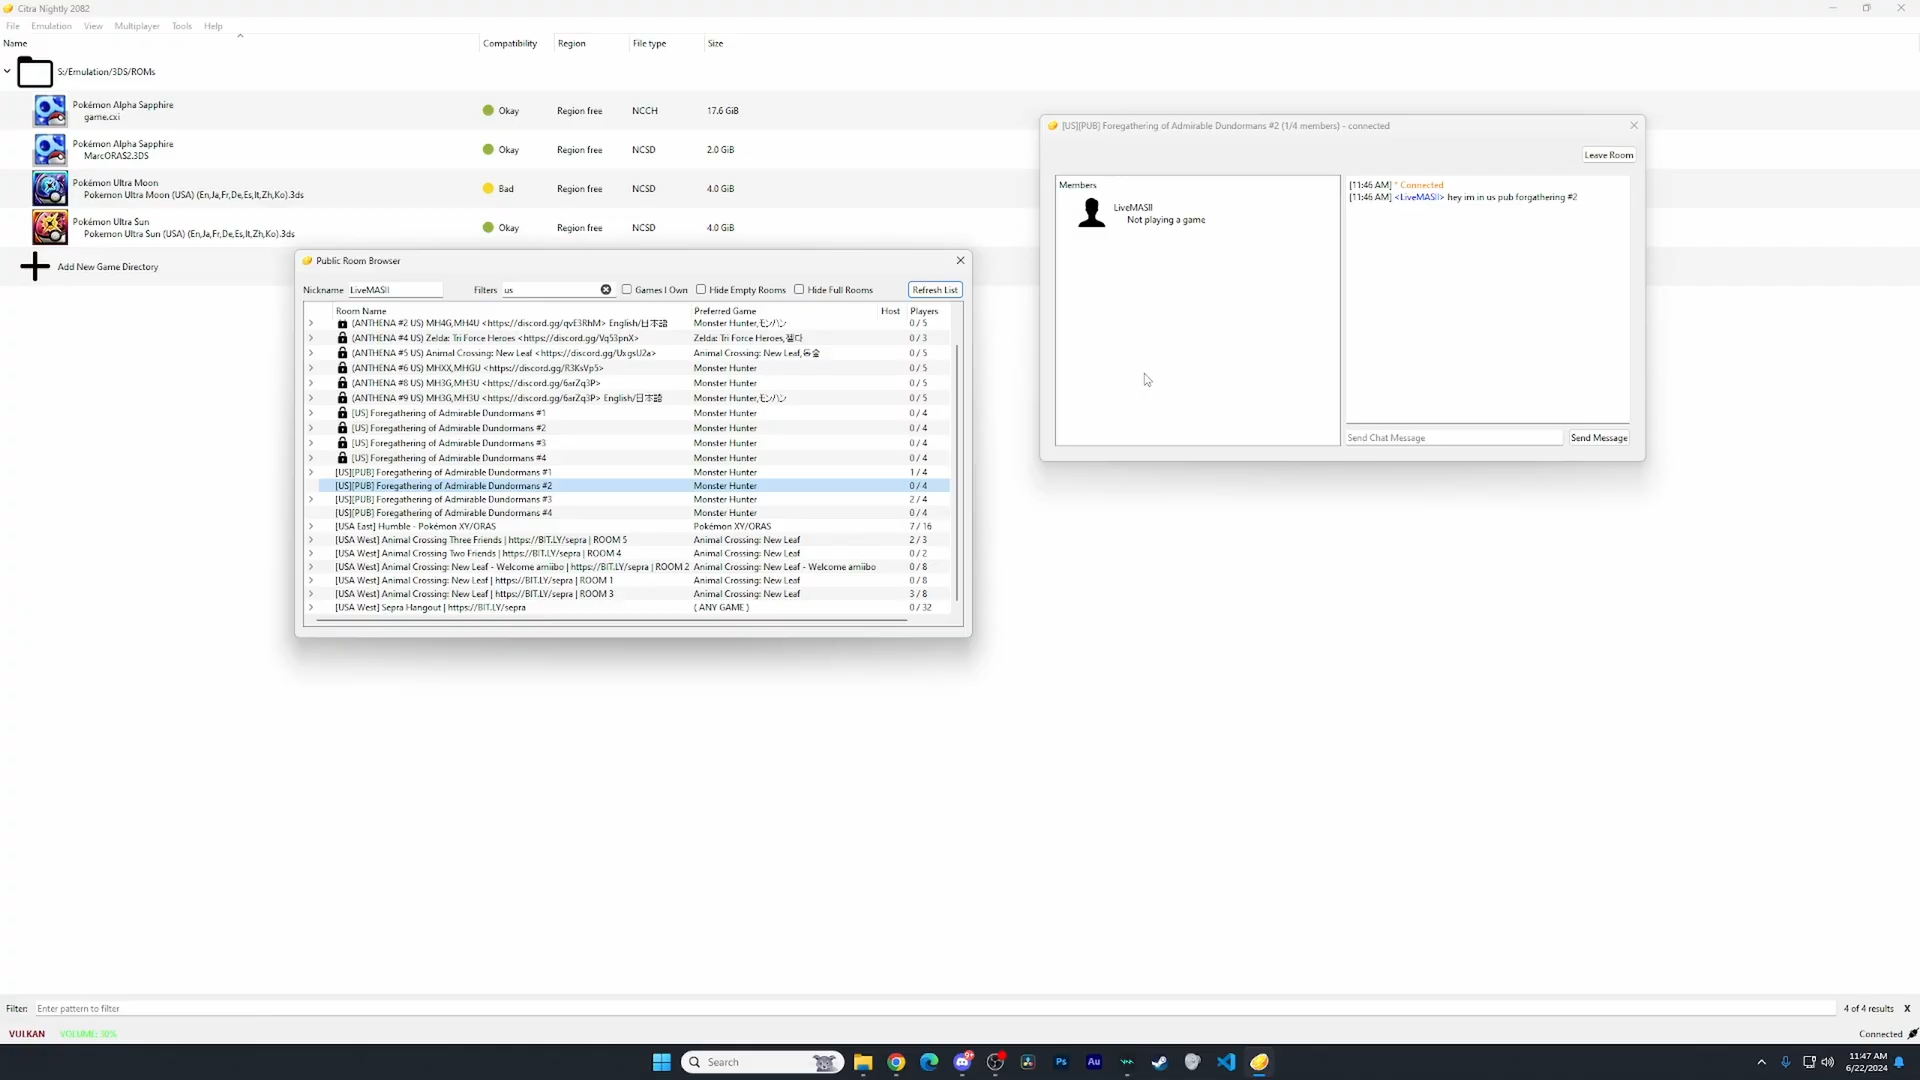 Citra Nightly 2082
File Emulation View Multiplayer Tools Help
Name Compatibility Region File type Size
S:/Emulation/3DS/ROMs
Pokémon Alpha Sapphire
game.cxi
Okay Region free NCCH 17.6 GiB
Pokémon Alpha Sapphire
MarcORAS2.3DS
Okay Region free NCSD 2.0 GiB
Pokémon Ultra Moon
Pokemon Ultra Moon (USA) (En,Ja,Fr,De,Es,It,Zh,Ko).3ds
Bad Region free NCSD 4.0 GiB
Pokémon Ultra Sun
Pokemon Ultra Sun (USA) (En,Ja,Fr,De,Es,It,Zh,Ko).3ds
Okay Region free NCSD 4.0 GiB
Add New Game Directory
Public Room Browser
Nickname LiveMASII Filters us Games I Own Hide Empty Rooms Hide Full Rooms Refresh List
Room Name Preferred Game Host Players
(ANTHENA #2 US) MH4G,MH4U <https://discord.gg/qvE3RhM> English/日本語 Monster Hunter,モンハン 0 / 5
(ANTHENA #4 US) Zelda: Tri Force Heroes <https://discord.gg/Vq53pnX> Zelda: Tri Force Heroes,젤다 0 / 3
(ANTHENA #5 US) Animal Crossing: New Leaf <https://discord.gg/UxgsU2a> Animal Crossing: New Leaf,동숲 0 / 5
(ANTHENA #6 US) MHXX,MHGU <https://discord.gg/R3KsVp5> Monster Hunter 0 / 5
(ANTHENA #8 US) MH3G,MH3U <https://discord.gg/6arZq3P> Monster Hunter 0 / 5
(ANTHENA #9 US) MH3G,MH3U <https://discord.gg/6arZq3P> English/日本語 Monster Hunter,モンハン 0 / 5
[US] Foregathering of Admirable Dundormans #1 Monster Hunter 0 / 4
[US] Foregathering of Admirable Dundormans #2 Monster Hunter 0 / 4
[US] Foregathering of Admirable Dundormans #3 Monster Hunter 0 / 4
[US] Foregathering of Admirable Dundormans #4 Monster Hunter 0 / 4
[US][PUB] Foregathering of Admirable Dundormans #1 Monster Hunter 1 / 4
[US][PUB] Foregathering of Admirable Dundormans #2 Monster Hunter 0 / 4
[US][PUB] Foregathering of Admirable Dundormans #3 Monster Hunter 2 / 4
[US][PUB] Foregathering of Admirable Dundormans #4 Monster Hunter 0 / 4
[USA East] Humble - Pokémon XY/ORAS Pokémon XY/ORAS 7 / 16
[USA West] Animal Crossing Three Friends | https://BIT.LY/sepra | ROOM 5 Animal Crossing: New Leaf 2 / 3
[USA West] Animal Crossing Two Friends | https://BIT.LY/sepra | ROOM 4 Animal Crossing: New Leaf 0 / 2
[USA West] Animal Crossing: New Leaf - Welcome amiibo | https://BIT.LY/sepra | ROOM 2 Animal Crossing: New Leaf - Welcome amiibo 0 / 8
[USA West] Animal Crossing: New Leaf | https://BIT.LY/sepra | ROOM 1 Animal Crossing: New Leaf 0 / 8
[USA West] Animal Crossing: New Leaf | https://BIT.LY/sepra | ROOM 3 Animal Crossing: New Leaf 3 / 8
[USA West] Sepra Hangout | https://BIT.LY/sepra ( ANY GAME ) 0 / 32
[US][PUB] Foregathering of Admirable Dundormans #2 (1/4 members) - connected
Leave Room
Members
LiveMASII
Not playing a game
[11:46 AM] * Connected
[11:46 AM] <LiveMASII> hey im in us pub forgathering #2
Send Chat Message Send Message
Filter: Enter pattern to filter 4 of 4 results X
VULKAN VOLUME: 30% Connected
Search
9+
Ps
Au
11:47 AM
6/22/2024